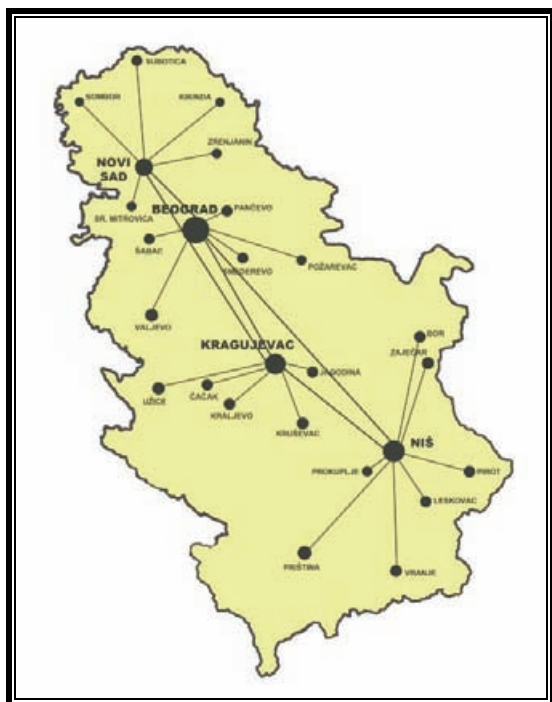 SUBOTICA
SOMBOR
KIKINDA
ZRENJANIN
NOVI
SAD
SR. MITROVICA
BEOGRAD
PANČEVO
ŠABAC
SMEDEREVO
POŽAREVAC
VALJEVO
BOR
KRAGUJEVAC
ZAJEČAR
JAGODINA
UŽICE
ČAČAK
KRALJEVO
KRUŠEVAC
NIŠ
PROKUPLJE
PIROT
LESKOVAC
PRIŠTINA
VRANJE